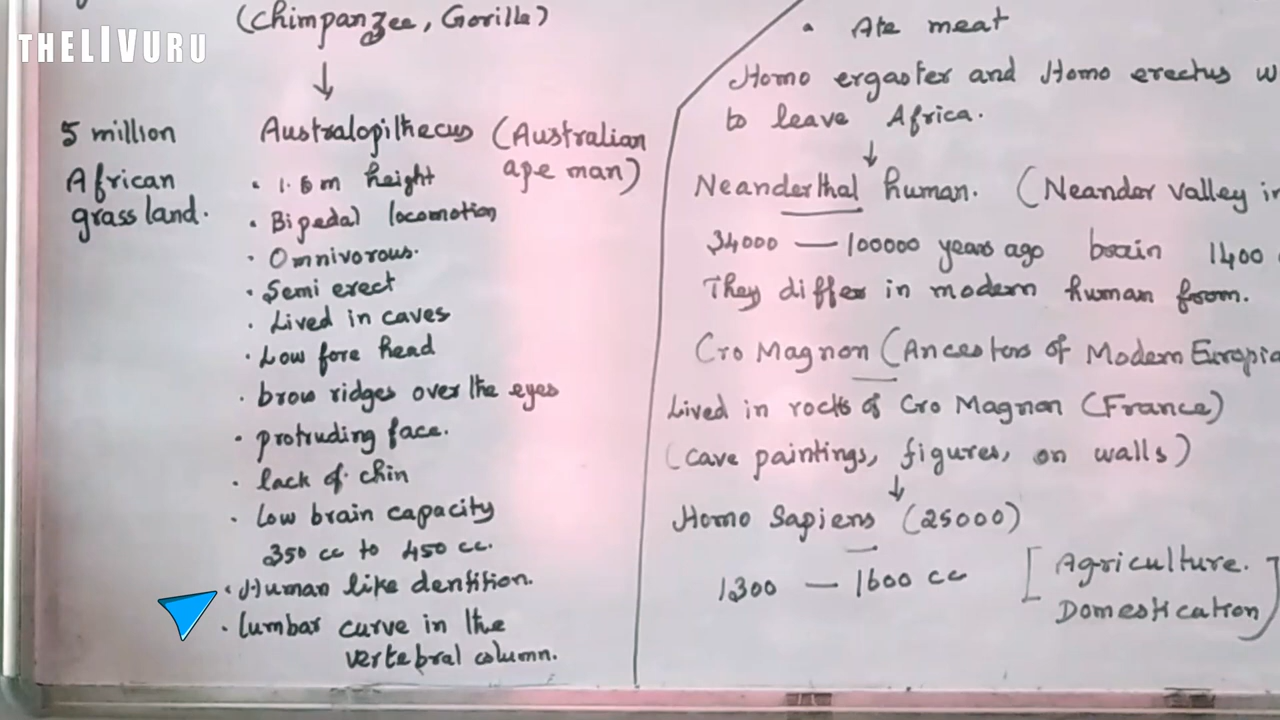 THELIVURU
(Chimpanzee, Gorilla)
5 million
African
grass land.
Australopithecus (Australian
ape man)
• 1.5m height
• Bipedal locomotion
• Omnivorous.
• Semi erect
• Lived in caves
• Low fore head
• brow ridges over the eyes
• protruding face.
• lack of chin
• Low brain capacity
350 cc to 450 cc.
• Human like dentition.
• lumbar curve in the
vertebral column.
• Ate meat
Homo ergaster and Homo erectus w
to leave Africa.
Neanderthal human. (Neander valley in
34000 — 100000 years ago brain 1400
They differ in modern human from.
Cro Magnon (Ancestors of Modern Europia
Lived in rocks of Cro Magnon (France)
(cave paintings, figures, on walls)
Homo Sapiens (25000)
1300 — 1600 cc
[Agriculture.
Domestication]